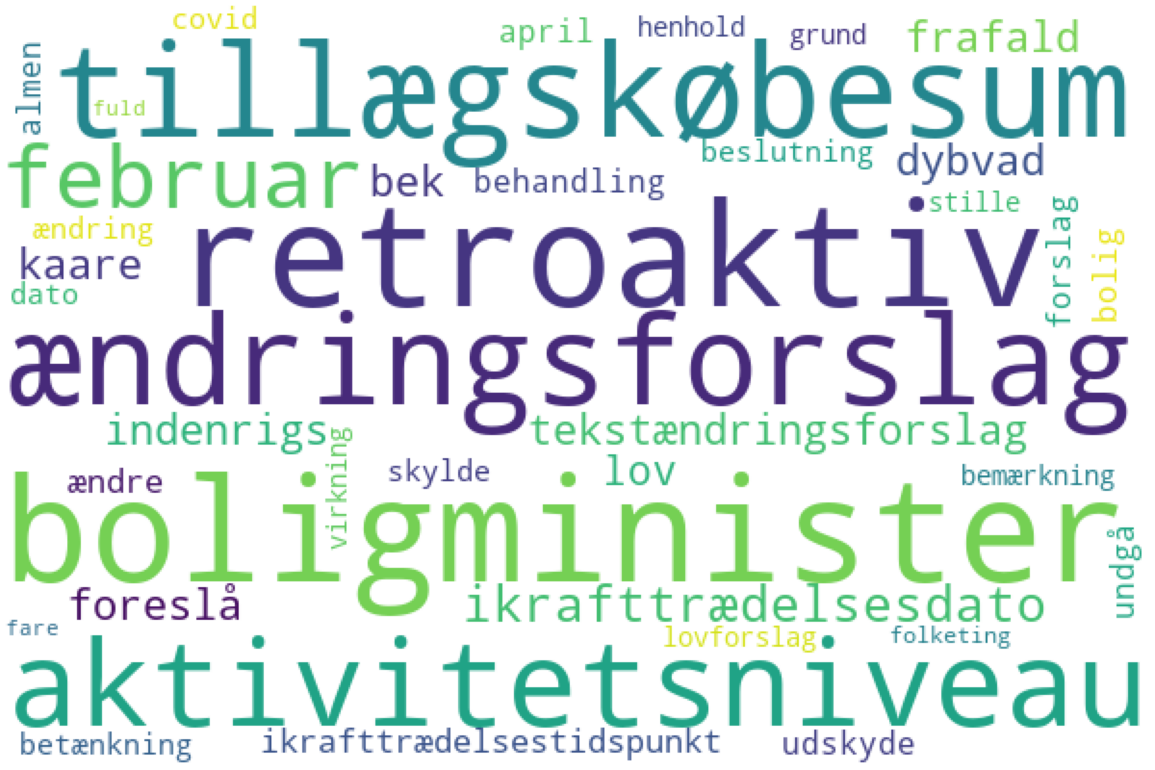 covid
april
henhold
grund
frafald
almen
tillægskøbesum
fuld
februar
bek
behandling
beslutning
dybvad
ændring
kaare
dato
retroaktiv
stille
forslag
bolig
ændringsforslag
indenrigs
virkning
tekstændringsforslag
ændre
skylde
lov
bemærkning
boligminister
undgå
foreslå
ikrafttrædelsesdato
fare
lovforslag
folketing
aktivitetsniveau
betænkning
ikrafttrædelsestidspunkt
udskyde